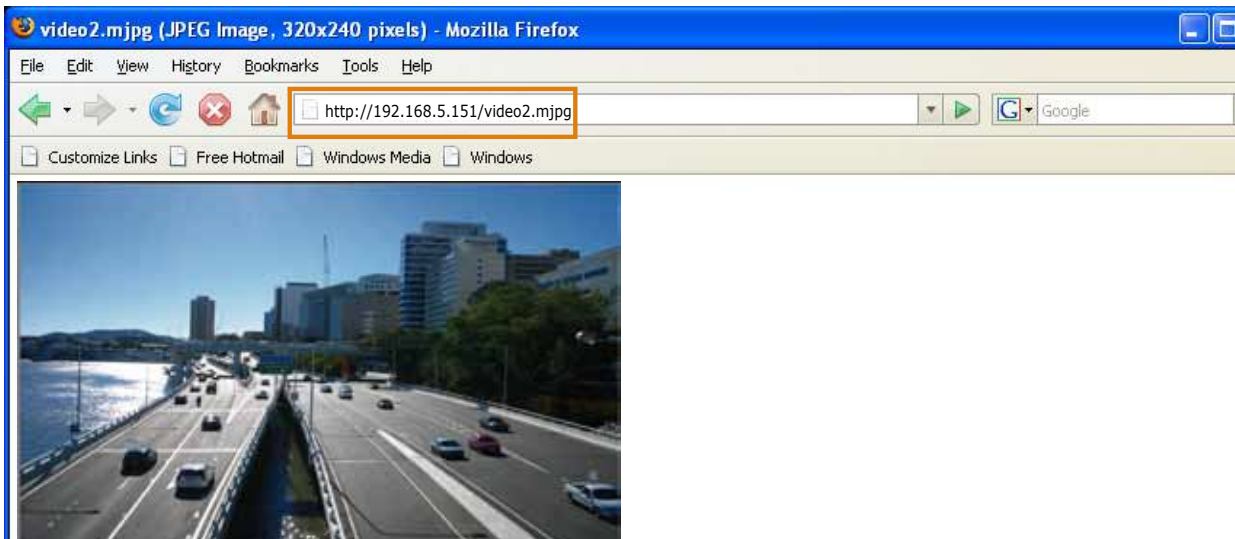 video2.mjpg (JPEG Image, 320x240 pixels) - Mozilla Firefox
File Edit View History Bookmarks Tools Help
http://192.168.5.151/video2.mjpg G Google
Customize Links Free Hotmail Windows Media Windows